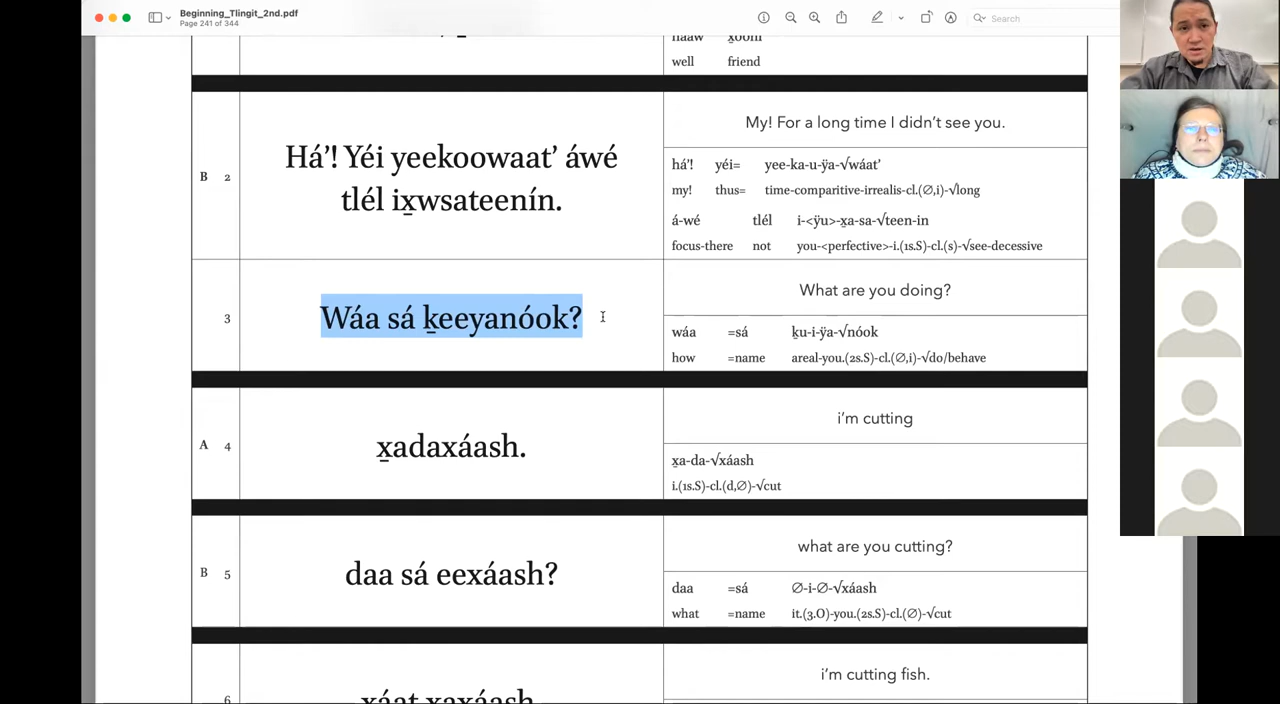 Beginning_Tlingit_2nd.pdf
Page 241 of 344
Search
naaw x̱ooní
well friend
My! For a long time I didn't see you.
B 2
Há'! Yéi yeekoowaat' áwé
tlél ix̱wsateenín.
há'! yéi= yee-ka-u-ÿa-√wáat'
my! thus= time-comparitive-irrealis-cl.(∅,i)-√long
á-wé tlél i-<ÿu>-x̱a-sa-√teen-in
focus-there not you-<perfective>-i.(1s.S)-cl.(s)-√see-decessive
3
Wáa sá ḵeeyanóok?
What are you doing?
wáa =sá ḵu-i-ÿa-√nóok
how =name areal-you.(2s.S)-cl.(∅,i)-√do/behave
A 4
x̱adaxáash.
i'm cutting
x̱a-da-√xáash
i.(1s.S)-cl.(d,∅)-√cut
B 5
daa sá eexáash?
what are you cutting?
daa =sá ∅-i-∅-√xáash
what =name it.(3.O)-you.(2s.S)-cl.(∅)-√cut
6
i'm cutting fish.